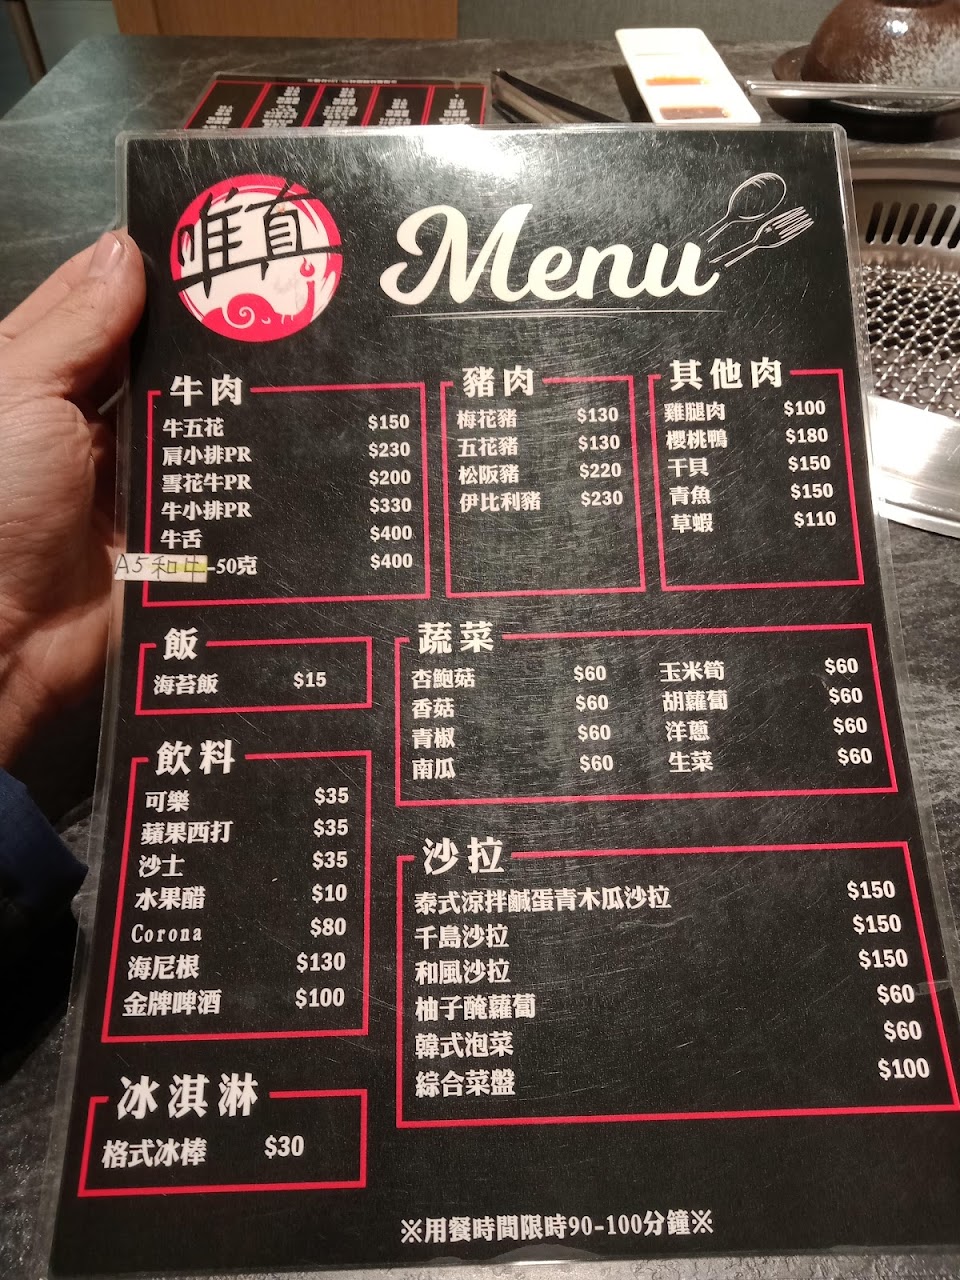 唯真
Menu
牛肉
牛五花 $150
肩小排PR $230
雪花牛PR $200
牛小排PR $330
牛舌 $400
A5和牛-50克 $400
豬肉
梅花豬 $130
五花豬 $130
松阪豬 $220
伊比利豬 $230
其他肉
雞腿肉 $100
櫻桃鴨 $180
干貝 $150
青魚 $150
草蝦 $110
飯
海苔飯 $15
蔬菜
杏鮑菇 $60 玉米筍 $60
香菇 $60 胡蘿蔔 $60
青椒 $60 洋蔥 $60
南瓜 $60 生菜 $60
飲料
可樂 $35
蘋果西打 $35
沙士 $35
水果醋 $10
Corona $80
海尼根 $130
金牌啤酒 $100
沙拉
泰式涼拌鹹蛋青木瓜沙拉 $150
千島沙拉 $150
和風沙拉 $150
柚子醃蘿蔔 $60
韓式泡菜 $60
綜合菜盤 $100
冰淇淋
格式冰棒 $30
※用餐時間限時90-100分鐘※